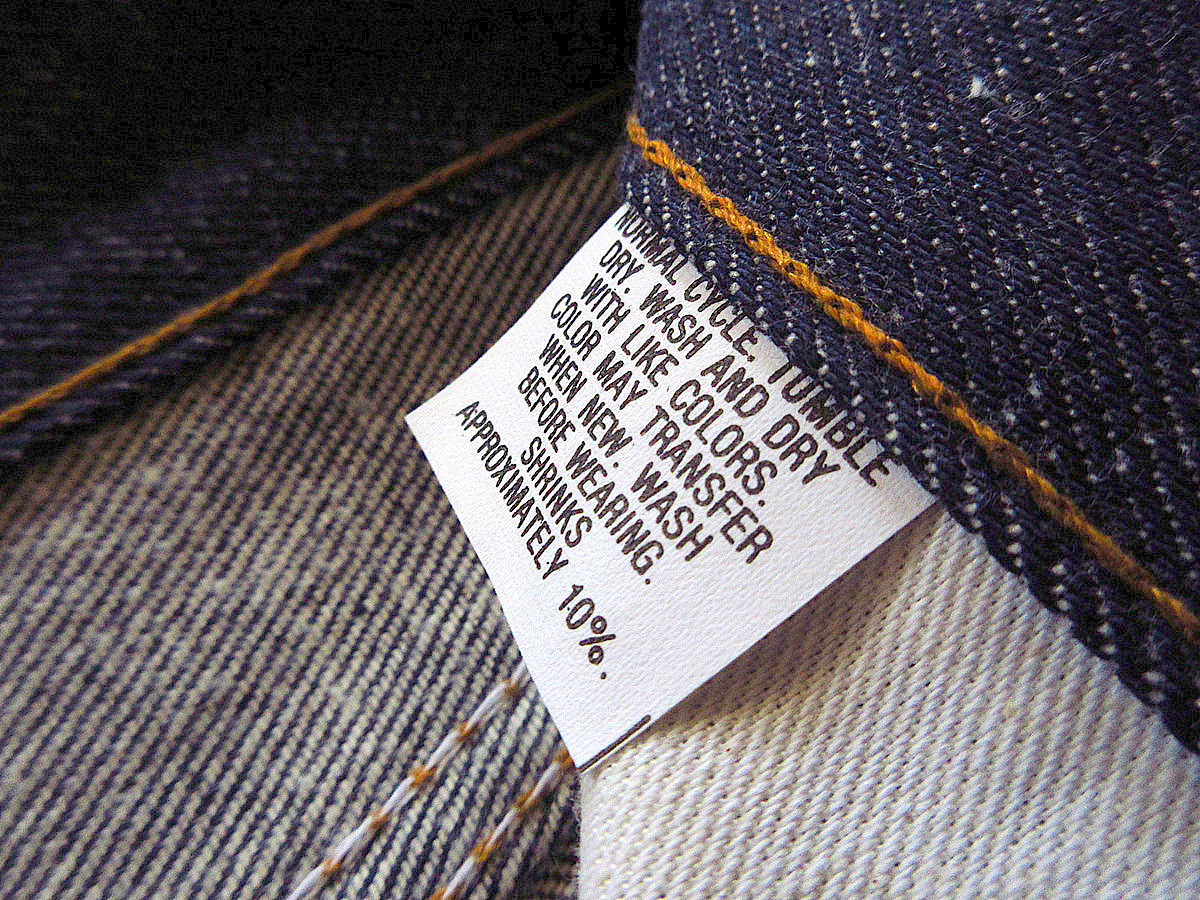 NORMAL CYCLE. TUMBLE
DRY. WASH AND DRY
WITH LIKE COLORS.
COLOR MAY TRANSFER
WHEN NEW. WASH
BEFORE WEARING.
SHRINKS
APPROXIMATELY 10%.